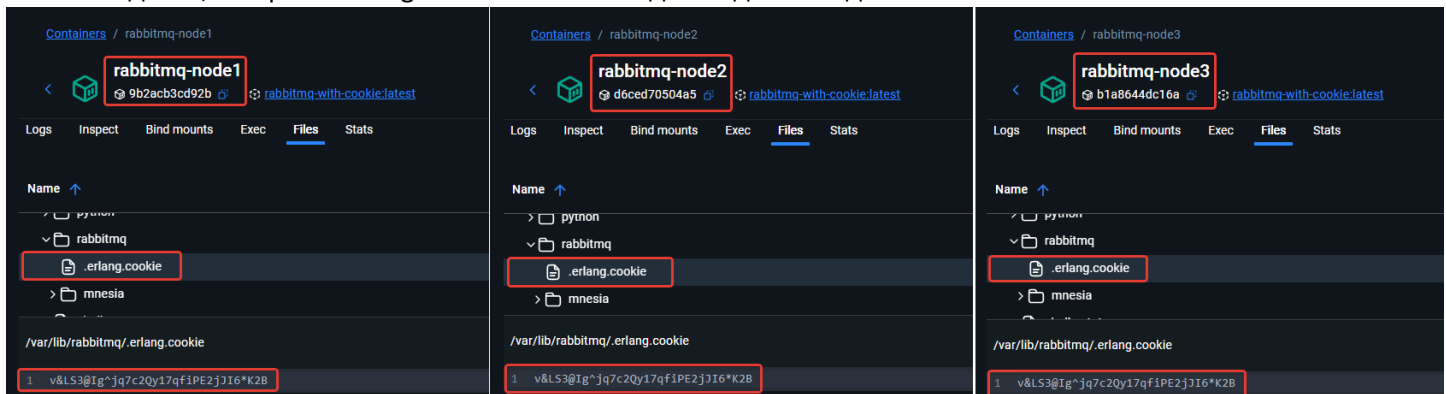 Containers / rabbitmq-node1
rabbitmq-node1
9b2acb3cd92b rabbitmq-with-cookie:latest
Logs Inspect Bind mounts Exec Files Stats
Name
python
rabbitmq
.erlang.cookie
mnesia
/var/lib/rabbitmq/.erlang.cookie
1 v&LS3@Ig^jq7c2Qy17qfiPE2jJI6*K2B
Containers / rabbitmq-node2
rabbitmq-node2
d6ced70504a5 rabbitmq-with-cookie:latest
Logs Inspect Bind mounts Exec Files Stats
Name
python
rabbitmq
.erlang.cookie
mnesia
/var/lib/rabbitmq/.erlang.cookie
1 v&LS3@Ig^jq7c2Qy17qfiPE2jJI6*K2B
Containers / rabbitmq-node3
rabbitmq-node3
b1a8644dc16a rabbitmq-with-cookie:latest
Logs Inspect Bind mounts Exec Files Stats
Name
python
rabbitmq
.erlang.cookie
mnesia
/var/lib/rabbitmq/.erlang.cookie
1 v&LS3@Ig^jq7c2Qy17qfiPE2jJI6*K2B